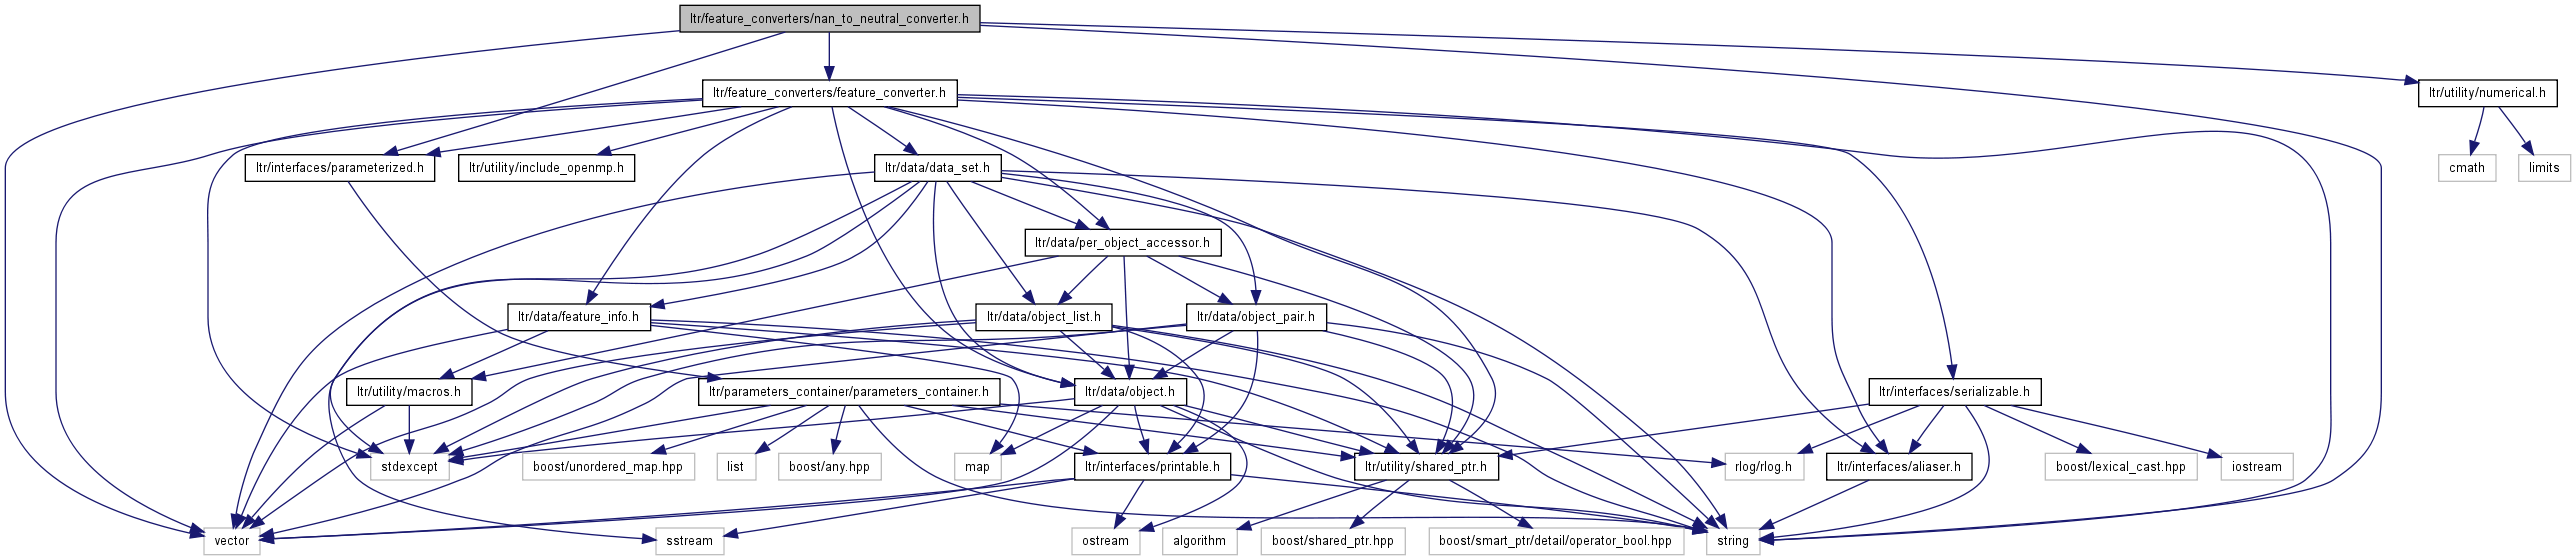 ltr/feature_converters/nan_to_neutral_converter.h
ltr/feature_converters/feature_converter.h
ltr/utility/numerical.h
ltr/interfaces/parameterized.h
ltr/utility/include_openmp.h
ltr/data/data_set.h
cmath
limits
ltr/data/per_object_accessor.h
ltr/data/feature_info.h
ltr/data/object_list.h
ltr/data/object_pair.h
ltr/utility/macros.h
ltr/parameters_container/parameters_container.h
ltr/data/object.h
ltr/interfaces/serializable.h
stdexcept
boost/unordered_map.hpp
list
boost/any.hpp
map
ltr/interfaces/printable.h
ltr/utility/shared_ptr.h
rlog/rlog.h
ltr/interfaces/aliaser.h
boost/lexical_cast.hpp
iostream
vector
sstream
ostream
algorithm
boost/shared_ptr.hpp
boost/smart_ptr/detail/operator_bool.hpp
string